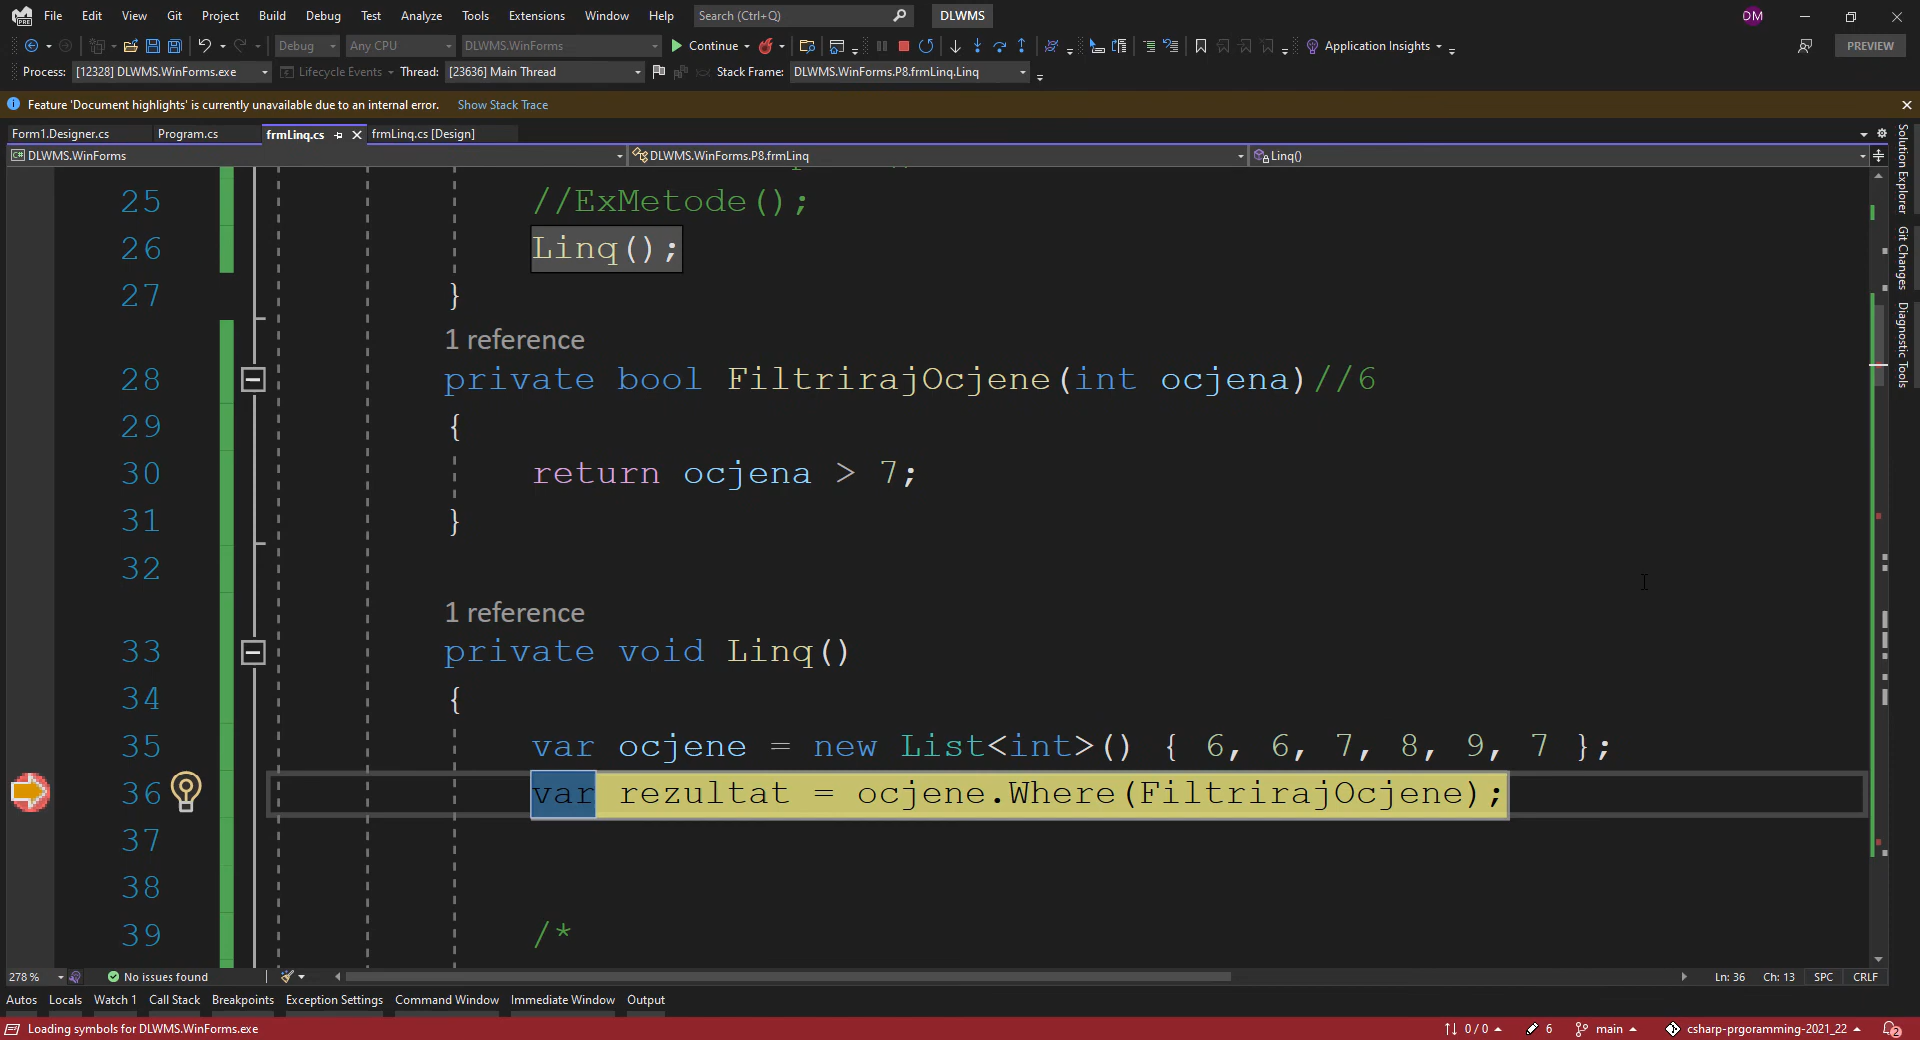 File Edit View Git Project Build Debug Test Analyze Tools Extensions Window Help Search (Ctrl+Q) DLWMS DM
Debug Any CPU DLWMS.WinForms Continue Application Insights PREVIEW
Process: [12328] DLWMS.WinForms.exe Lifecycle Events Thread: [23636] Main Thread Stack Frame: DLWMS.WinForms.P8.frmLinq.Linq
Feature 'Document highlights' is currently unavailable due to an internal error. Show Stack Trace
Form1.Designer.cs Program.cs frmLinq.cs frmLinq.cs [Design]
DLWMS.WinForms DLWMS.WinForms.P8.frmLinq Linq()
25 //ExMetode();
26 Linq();
27 }
1 reference
28 private bool FiltrirajOcjene(int ocjena)//6
29 {
30 return ocjena > 7;
31 }
32
1 reference
33 private void Linq()
34 {
35 var ocjene = new List<int>() { 6, 6, 7, 8, 9, 7 };
36 var rezultat = ocjene.Where(FiltrirajOcjene);
37
38
39 /*
278 % No issues found Ln: 36 Ch: 13 SPC CRLF
Autos Locals Watch 1 Call Stack Breakpoints Exception Settings Command Window Immediate Window Output
Loading symbols for DLWMS.WinForms.exe 0 / 0 6 main csharp-prgoramming-2021_22 2
Solution Explorer
Git Changes
Diagnostic Tools